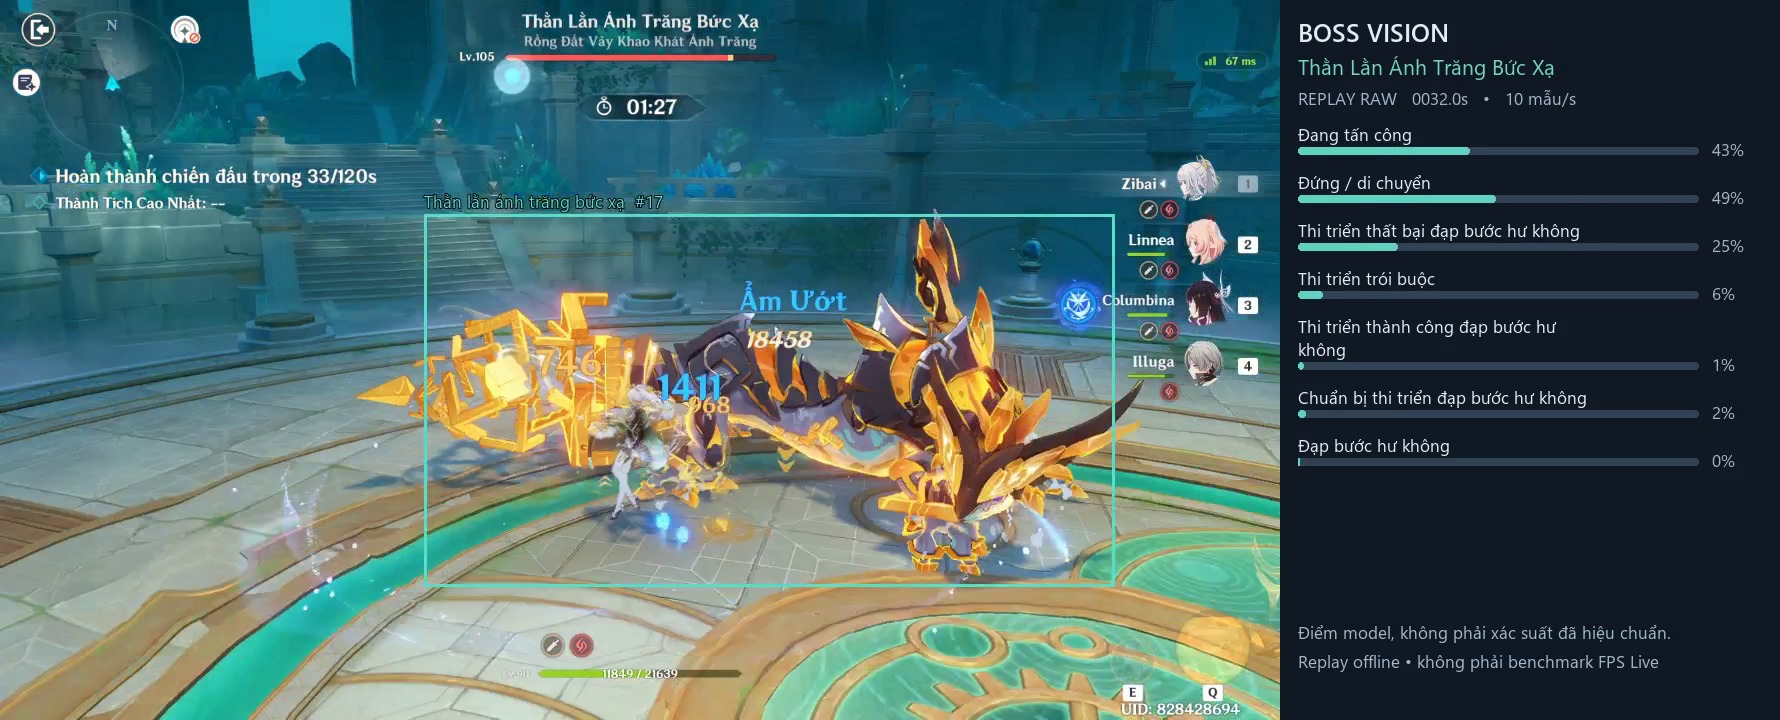 N
Thằn Lằn Ánh Trăng Bức Xạ
Rồng Đất Vảy Khao Khát Ánh Trăng
Lv.105
67 ms
01:27
Hoàn thành chiến đấu trong 33/120s
Thành Tích Cao Nhất: --
Thằn lằn ánh trăng bức xạ #17
Zibai
1
Linnea
2
Columbina
3
Illuga
4
Ẩm Ướt
18458
746
1411
968
Lv.90
11849 / 21639
E
Q
UID: 828428694
BOSS VISION
Thằn Lằn Ánh Trăng Bức Xạ
REPLAY RAW 0032.0s • 10 mẫu/s
Đang tấn công
43%
Đứng / di chuyển
49%
Thi triển thất bại đạp bước hư không
25%
Thi triển trói buộc
6%
Thi triển thành công đạp bước hư
không
1%
Chuẩn bị thi triển đạp bước hư không
2%
Đạp bước hư không
0%
Điểm model, không phải xác suất đã hiệu chuẩn.
Replay offline • không phải benchmark FPS Live